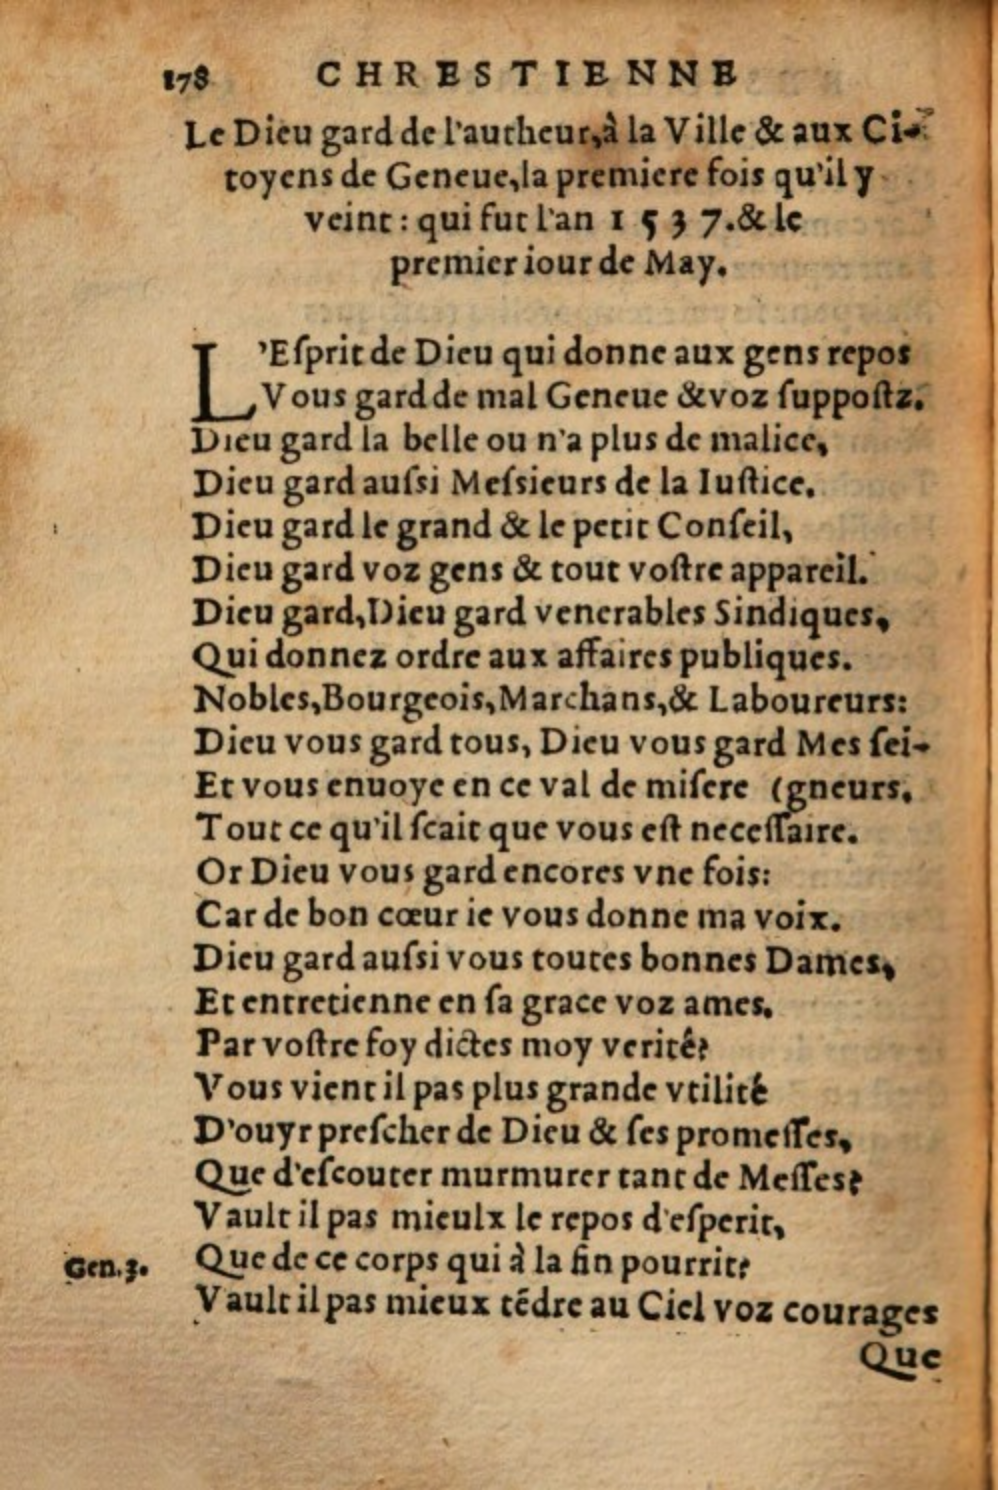 178 CHRESTIENNE
Le Dieu gard de l'autheur, à la Ville & aux Ci-
toyens de Geneue, la premiere fois qu'il y
veint : qui fut l'an 1537. & le
premier iour de May.
L'Eſprit de Dieu qui donne aux gens repos
Vous gard de mal Geneue & voz ſuppoſtz.
Dieu gard la belle ou n'a plus de malice,
Dieu gard auſsi Meſsieurs de la Iuſtice.
Dieu gard le grand & le petit Conſeil,
Dieu gard voz gens & tout voſtre appareil.
Dieu gard, Dieu gard venerables Sindiques,
Qui donnez ordre aux affaires publiques.
Nobles, Bourgeois, Marchans, & Laboureurs:
Dieu vous gard tous, Dieu vous gard Mes ſei-
Et vous enuoye en ce val de miſere (gneurs.
Tout ce qu'il ſcait que vous eſt neceſſaire.
Or Dieu vous gard encores vne fois:
Car de bon cœur ie vous donne ma voix.
Dieu gard auſsi vous toutes bonnes Dames,
Et entretienne en ſa grace voz ames.
Par voſtre foy dictes moy verité?
Vous vient il pas plus grande vtilité
D'ouyr preſcher de Dieu & ſes promeſſes,
Que d'eſcouter murmurer tant de Meſſes?
Vault il pas mieulx le repos d'eſperit,
Gen. 3. Que de ce corps qui à la fin pourrit?
Vault il pas mieux tẽdre au Ciel voz courages
Que